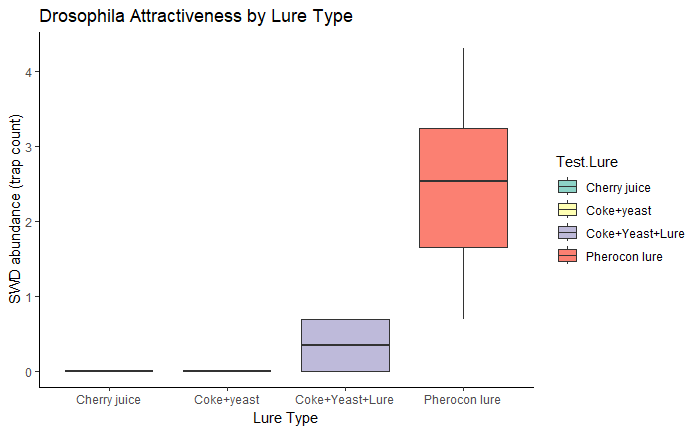 Drosophila Attractiveness by Lure Type
SWD abundance (trap count)
4
3
2
1
0
Cherry juice
Coke+yeast
Coke+Yeast+Lure
Pherocon lure
Lure Type
Test.Lure
Cherry juice
Coke+yeast
Coke+Yeast+Lure
Pherocon lure